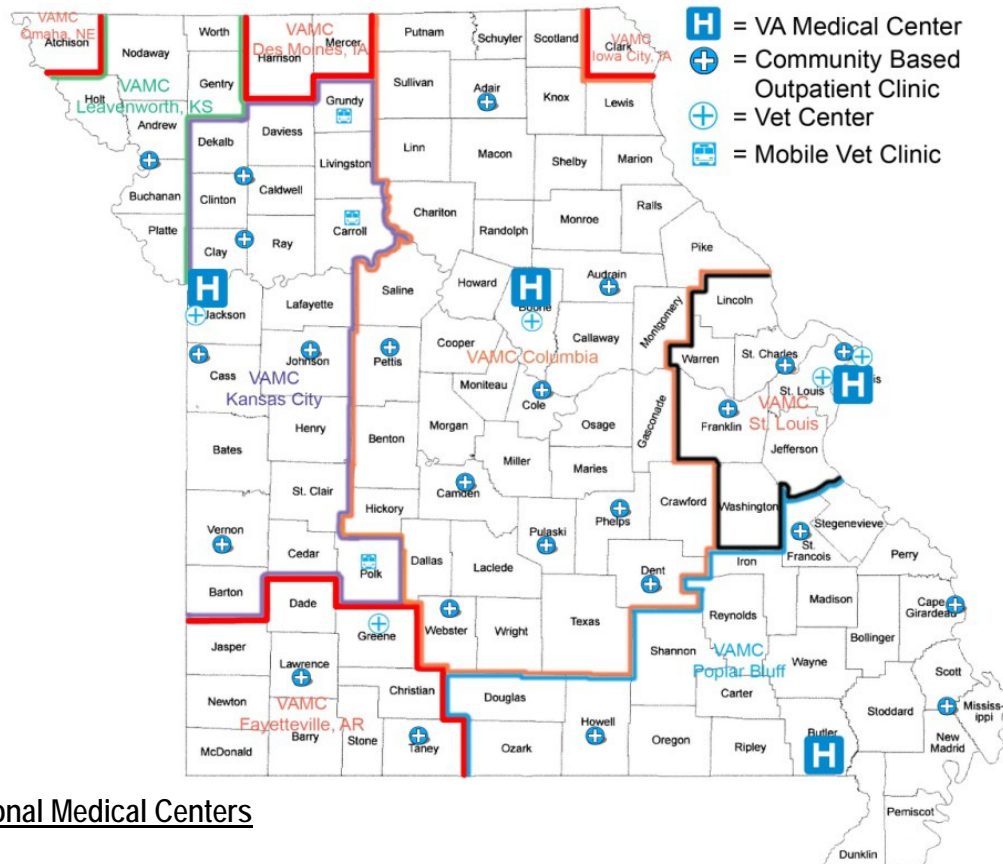 VAMC
Omaha, NE
Atchison
Nodaway
Worth
VAMC
Des Moines, IA
Harrison
Mercer
Putnam
Schuyler
Scotland
Clark
VAMC
Iowa City, IA
H = VA Medical Center
= Community Based
Outpatient Clinic
= Vet Center
= Mobile Vet Clinic
Holt
VAMC
Leavenworth, KS
Gentry
Grundy
Sullivan
Adair
Knox
Lewis
Andrew
Dekalb
Daviess
Livingston
Linn
Macon
Shelby
Marion
Buchanan
Clinton
Caldwell
Chariton
Randolph
Monroe
Ralls
Platte
Clay
Ray
Carroll
Pike
H
Jackson
Lafayette
Saline
Howard
H
Boone
Audrain
Montgomery
Lincoln
Cass
Johnson
Pettis
Cooper
VAMC Columbia
Callaway
Warren
St. Charles
VAMC
Kansas City
Moniteau
Cole
Osage
Gasconade
St. Louis
H
VAMC
St. Louis
Franklin
Jefferson
Bates
Henry
Benton
Morgan
Miller
Maries
St. Clair
Hickory
Camden
Pulaski
Phelps
Crawford
Washington
Stegenevieve
St.
Francois
Vernon
Cedar
Polk
Dallas
Laclede
Dent
Iron
Perry
Barton
Dade
Greene
Webster
Wright
Texas
Reynolds
Madison
Cape
Girardeau
Jasper
Lawrence
Christian
Shannon
VAMC
Poplar Bluff
Wayne
Bollinger
Scott
Newton
VAMC
Fayetteville, AR
Douglas
Howell
Carter
Stoddard
Missis-
ippi
McDonald
Barry
Stone
Taney
Ozark
Oregon
Ripley
Butler
H
New
Madrid
Pemiscot
Dunklin
onal Medical Centers